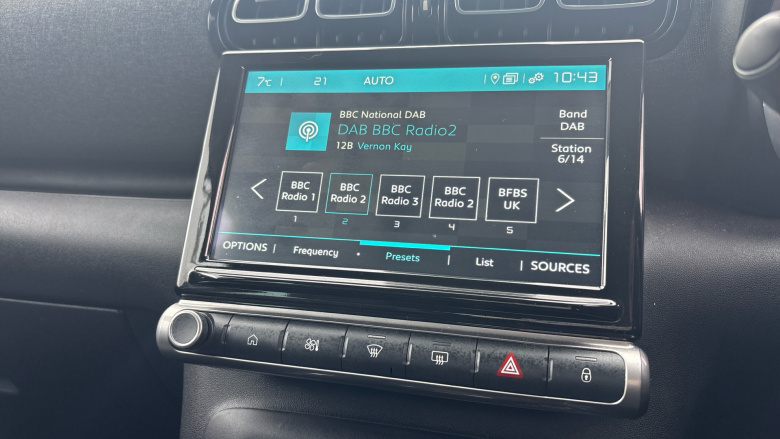 7°C | 21 AUTO 10:43
BBC National DAB
DAB BBC Radio2
12B Vernon Kay
Band
DAB
Station
6/14
BBC
Radio 1
BBC
Radio 2
BBC
Radio 3
BBC
Radio 2
BFBS
UK
1 2 3 4 5
OPTIONS | Frequency • Presets | List | SOURCES